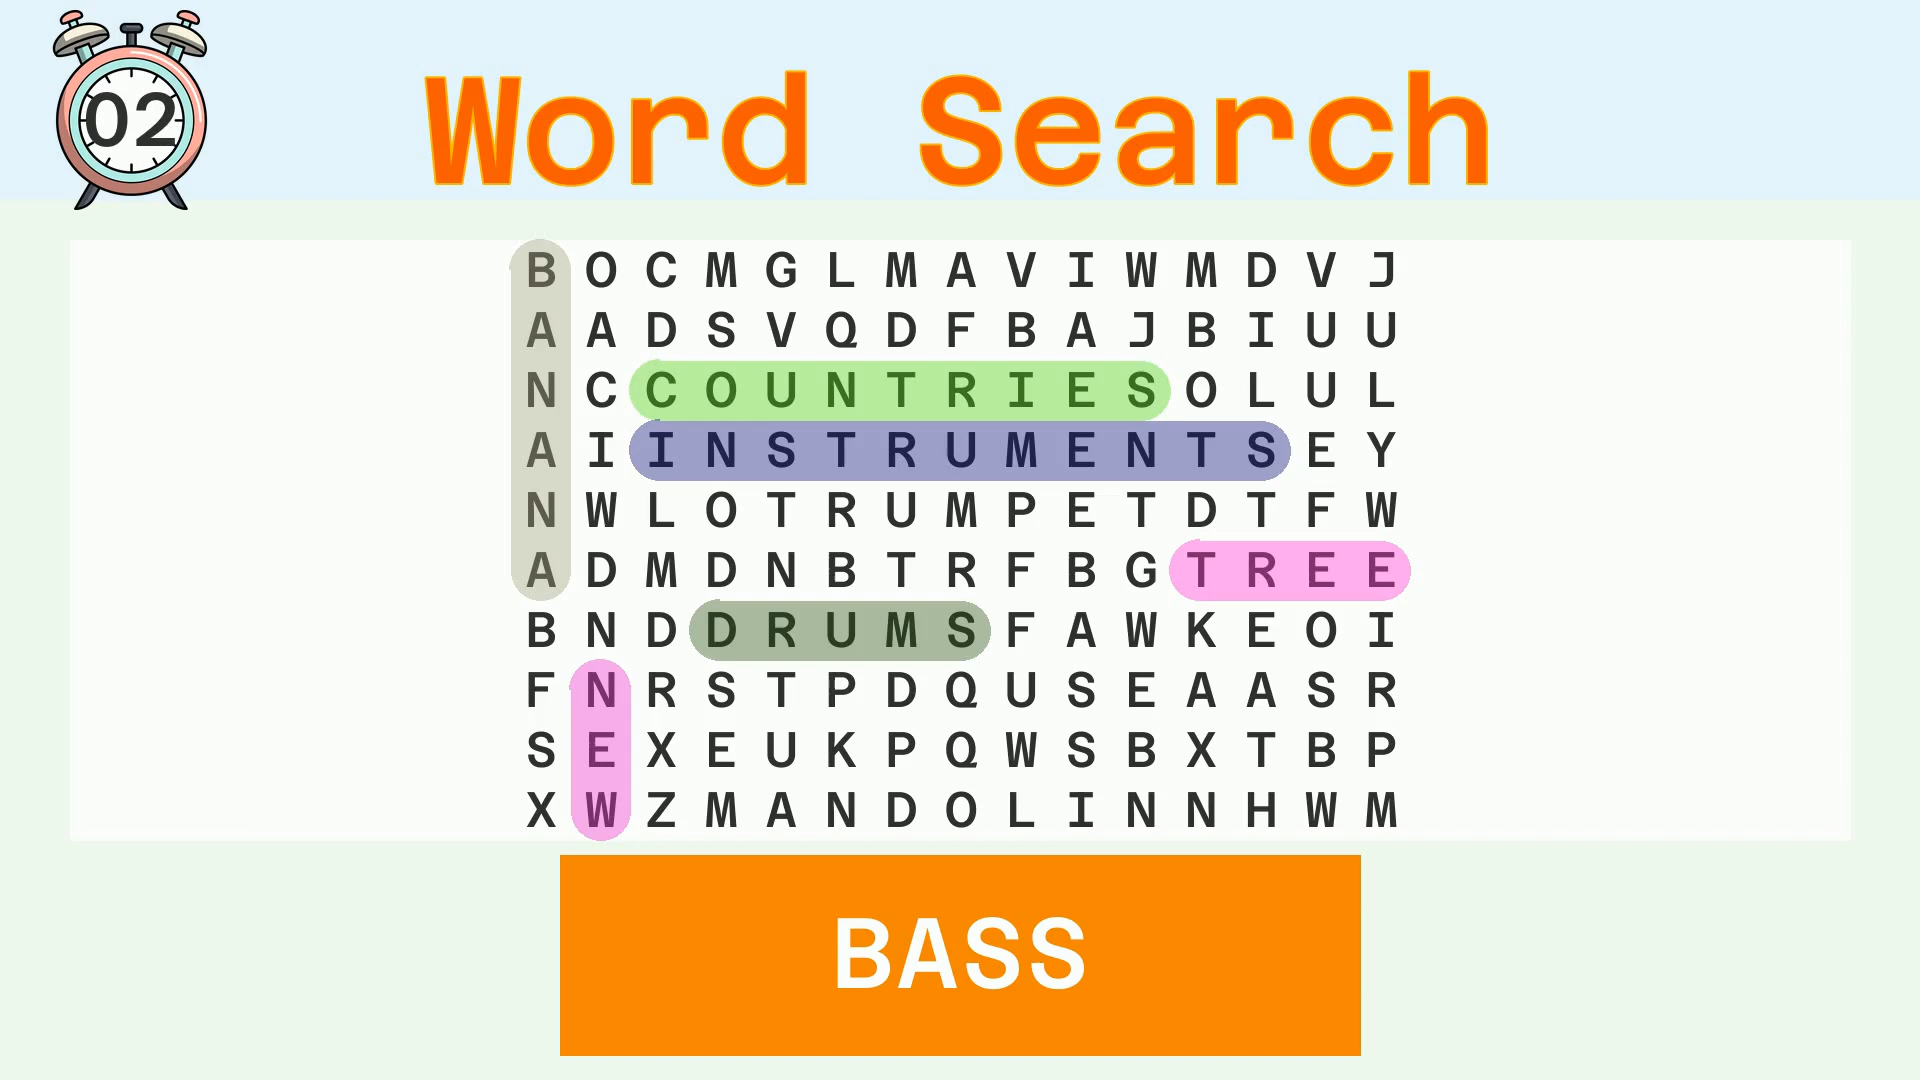 02
Word Search
B O C M G L M A V I W M D V J
A A D S V Q D F B A J B I U U
N C C O U N T R I E S O L U L
A I I N S T R U M E N T S E Y
N W L O T R U M P E T D T F W
A D M D N B T R F B G T R E E
B N D D R U M S F A W K E O I
F N R S T P D Q U S E A A S R
S E X E U K P Q W S B X T B P
X W Z M A N D O L I N N H W M
BASS